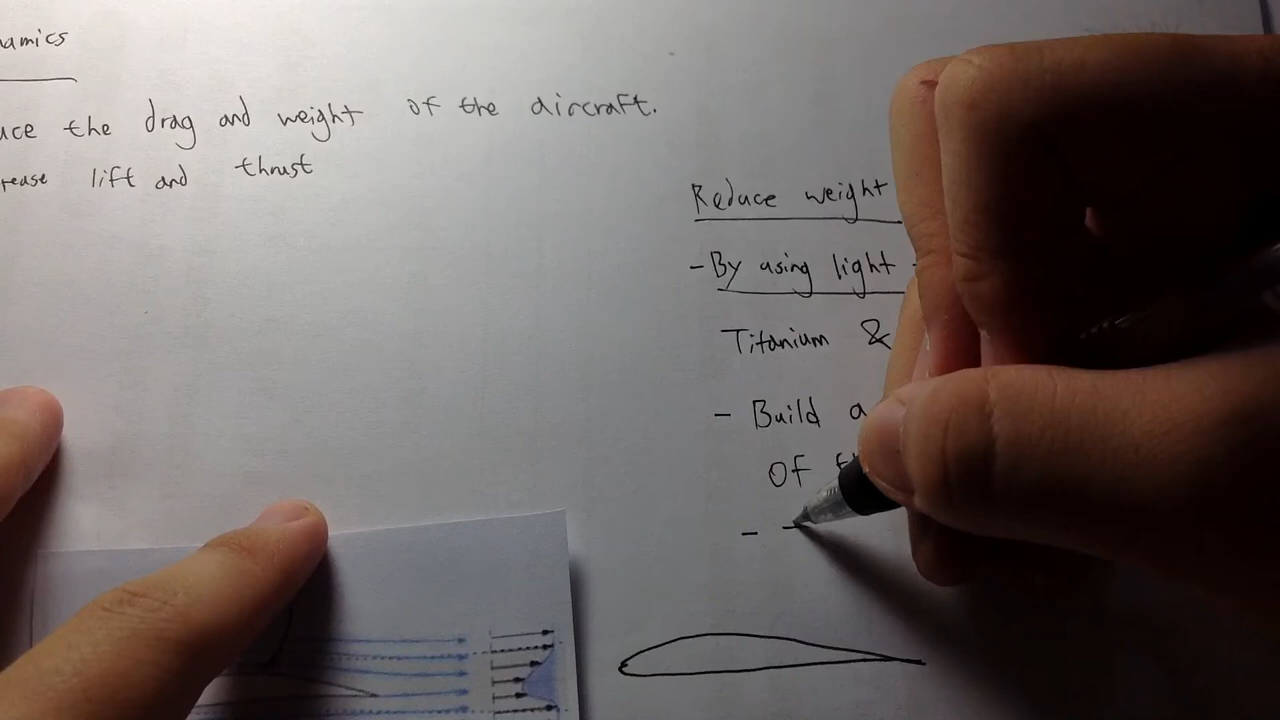 namics
uce the drag and weight of the aircraft.
rease lift and thrust
Reduce weight
- By using light
Titanium &
- Build a
of
-